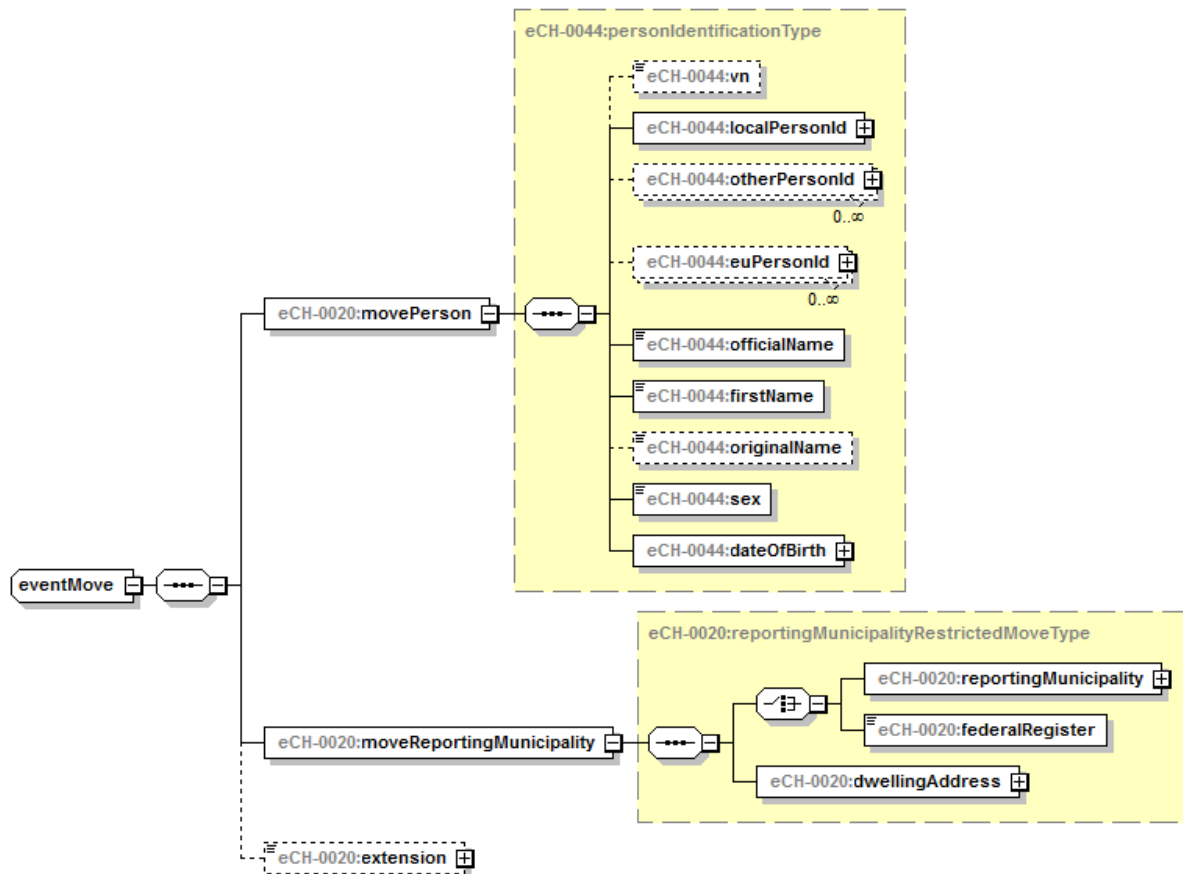 eCH-0044:personIdentificationType
eCH-0044:vn
eCH-0044:localPersonId
eCH-0044:otherPersonId
0..∞
eCH-0044:euPersonId
0..∞
eCH-0020:movePerson
eCH-0044:officialName
eCH-0044:firstName
eCH-0044:originalName
eCH-0044:sex
eCH-0044:dateOfBirth
eventMove
eCH-0020:reportingMunicipalityRestrictedMoveType
eCH-0020:reportingMunicipality
eCH-0020:federalRegister
eCH-0020:moveReportingMunicipality
eCH-0020:dwellingAddress
eCH-0020:extension